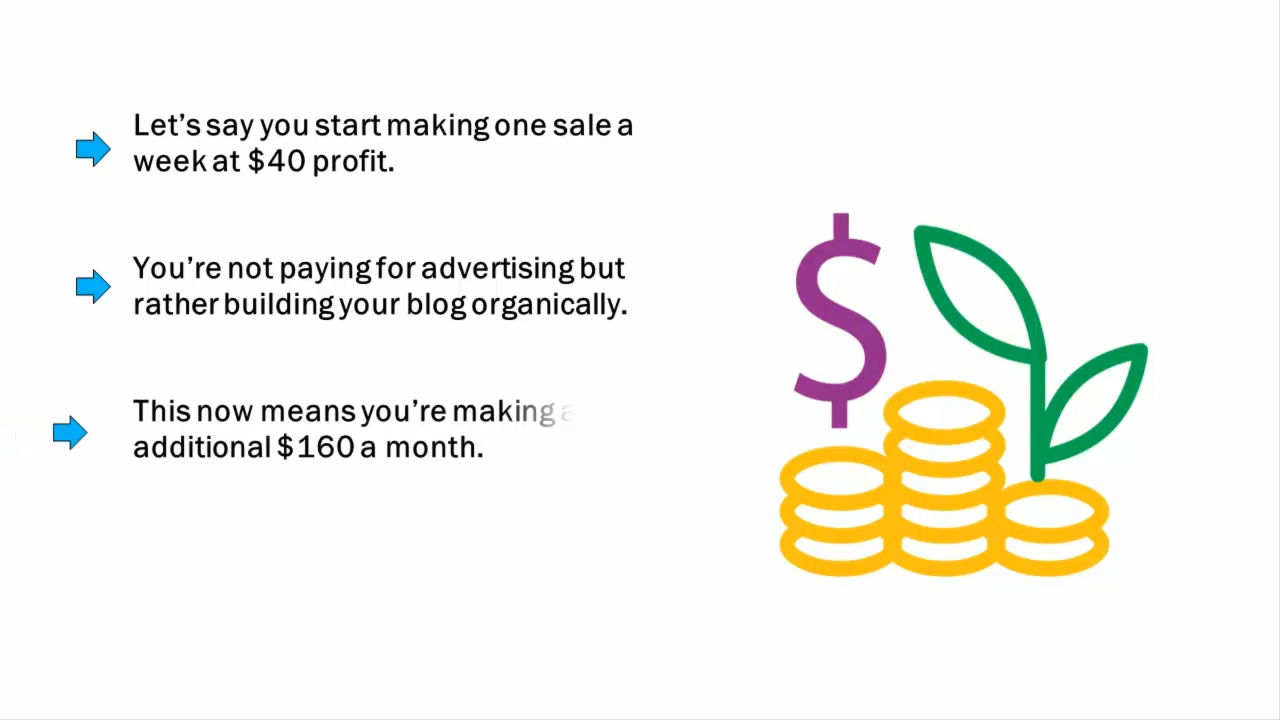 Let's say you start making one sale a
week at $40 profit.
You're not paying for advertising but
rather building your blog organically.
This now means you're making a
additional $160 a month.
$